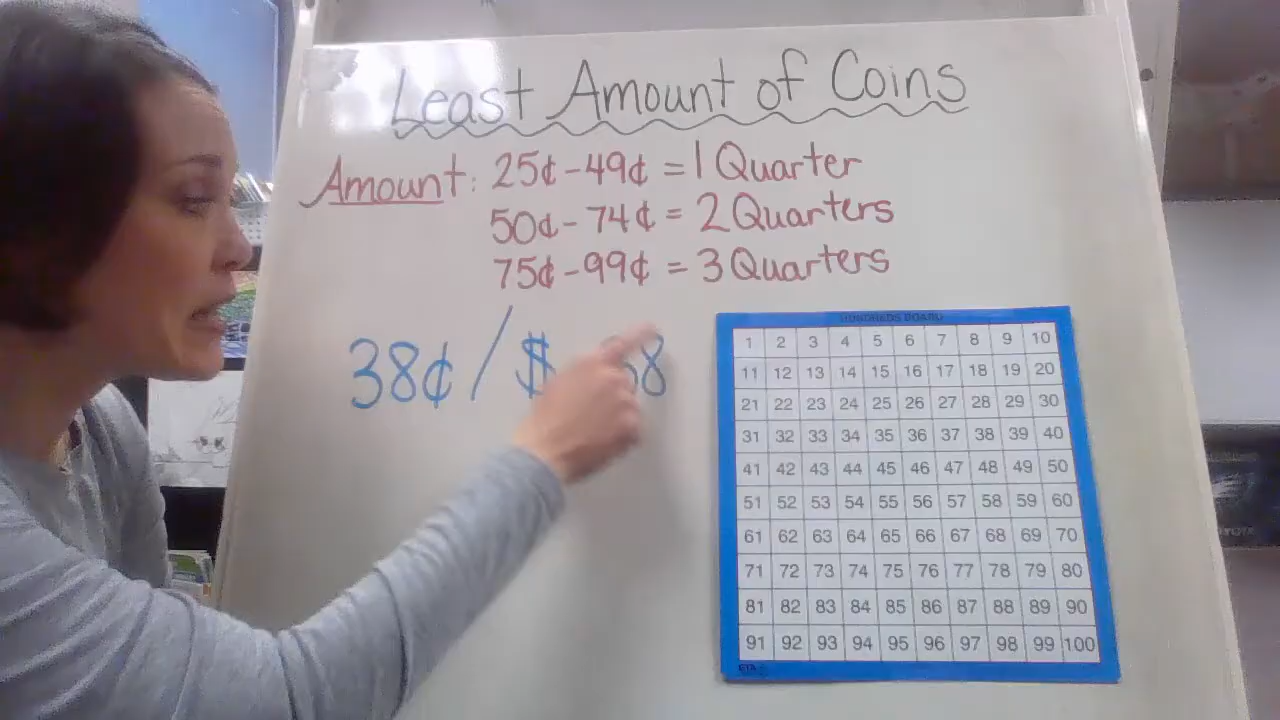 Least Amount of Coins
Amount: 25¢ - 49¢ = 1 Quarter
50¢ - 74¢ = 2 Quarters
75¢ - 99¢ = 3 Quarters
38¢ / $ 38
HUNDREDS BOARD
1 2 3 4 5 6 7 8 9 10
11 12 13 14 15 16 17 18 19 20
21 22 23 24 25 26 27 28 29 30
31 32 33 34 35 36 37 38 39 40
41 42 43 44 45 46 47 48 49 50
51 52 53 54 55 56 57 58 59 60
61 62 63 64 65 66 67 68 69 70
71 72 73 74 75 76 77 78 79 80
81 82 83 84 85 86 87 88 89 90
91 92 93 94 95 96 97 98 99 100